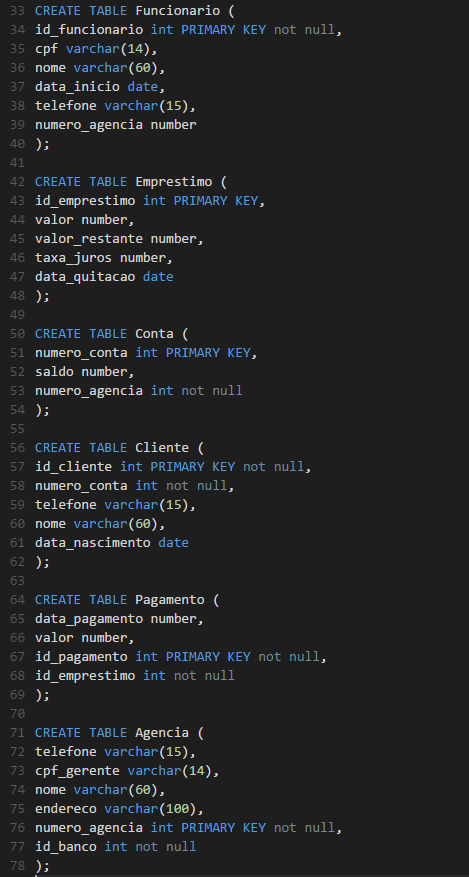 33 CREATE TABLE Funcionario (
34 id_funcionario int PRIMARY KEY not null,
35 cpf varchar(14),
36 nome varchar(60),
37 data_inicio date,
38 telefone varchar(15),
39 numero_agencia number
40 );
41
42 CREATE TABLE Emprestimo (
43 id_emprestimo int PRIMARY KEY,
44 valor number,
45 valor_restante number,
46 taxa_juros number,
47 data_quitacao date
48 );
49
50 CREATE TABLE Conta (
51 numero_conta int PRIMARY KEY,
52 saldo number,
53 numero_agencia int not null
54 );
55
56 CREATE TABLE Cliente (
57 id_cliente int PRIMARY KEY not null,
58 numero_conta int not null,
59 telefone varchar(15),
60 nome varchar(60),
61 data_nascimento date
62 );
63
64 CREATE TABLE Pagamento (
65 data_pagamento number,
66 valor number,
67 id_pagamento int PRIMARY KEY not null,
68 id_emprestimo int not null
69 );
70
71 CREATE TABLE Agencia (
72 telefone varchar(15),
73 cpf_gerente varchar(14),
74 nome varchar(60),
75 endereco varchar(100),
76 numero_agencia int PRIMARY KEY not null,
77 id_banco int not null
78 );